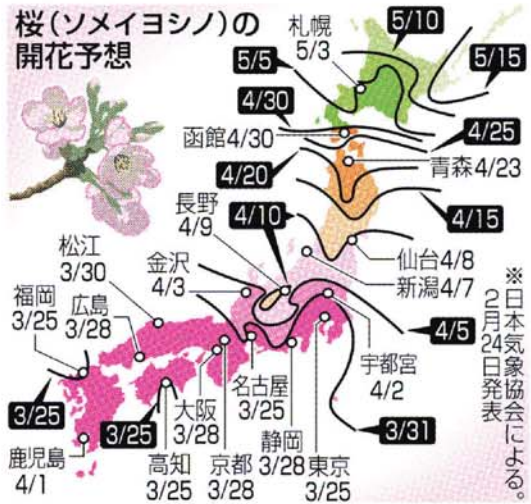 桜（ソメイヨシノ）の
開花予想
札幌
5/3
5/10
5/15
5/5
4/30
函館4/30
4/25
4/20
青森4/23
長野
4/9
4/10
4/15
松江
3/30
金沢
4/3
仙台4/8
新潟4/7
福岡
3/25
広島
3/28
4/5
宇都宮
4/2
名古屋
3/25
3/25
大阪
3/28
3/25
静岡
3/28
3/31
鹿児島
4/1
高知
3/25
京都
3/28
東京
3/25
※日本気象協会による。
2月24日発表